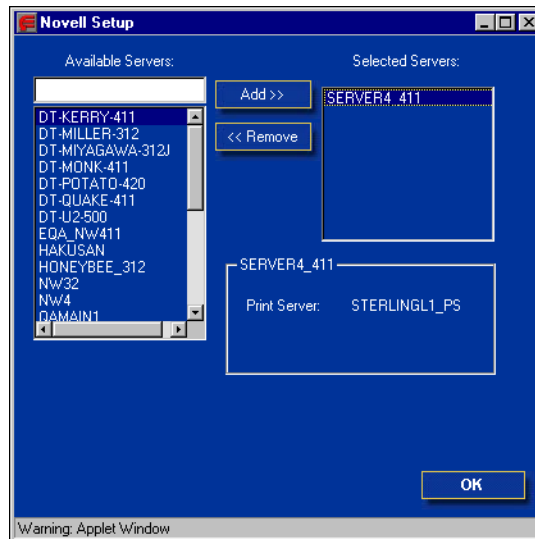 Novell Setup
Available Servers:
Selected Servers:
Add >>
<< Remove
DT-KERRY-411
DT-MILLER-312
DT-MIYAGAWA-312J
DT-MONK-411
DT-POTATO-420
DT-QUAKE-411
DT-U2-500
EQA_NW411
HAKUSAN
HONEYBEE_312
NW32
NW4
QAMAIN1
SERVER4_411
SERVER4_411
Print Server: STERLINGL1_PS
OK
Warning: Applet Window